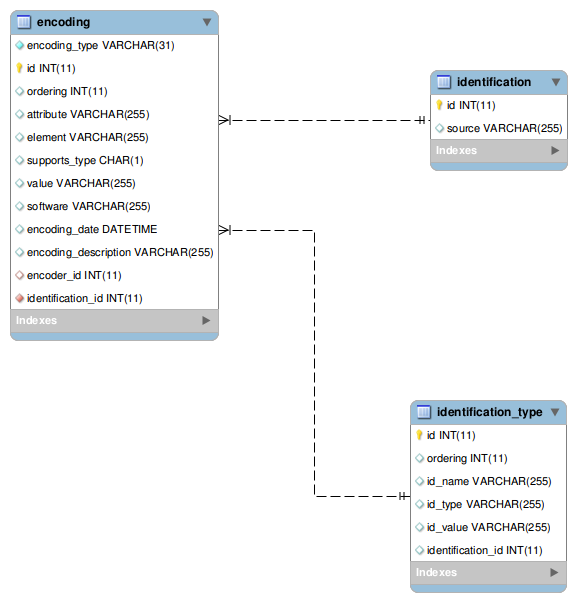 encoding
encoding_type VARCHAR(31)
id INT(11)
ordering INT(11)
attribute VARCHAR(255)
element VARCHAR(255)
supports_type CHAR(1)
value VARCHAR(255)
software VARCHAR(255)
encoding_date DATETIME
encoding_description VARCHAR(255)
encoder_id INT(11)
identification_id INT(11)
Indexes
identification
id INT(11)
source VARCHAR(255)
Indexes
identification_type
id INT(11)
ordering INT(11)
id_name VARCHAR(255)
id_type VARCHAR(255)
id_value VARCHAR(255)
identification_id INT(11)
Indexes